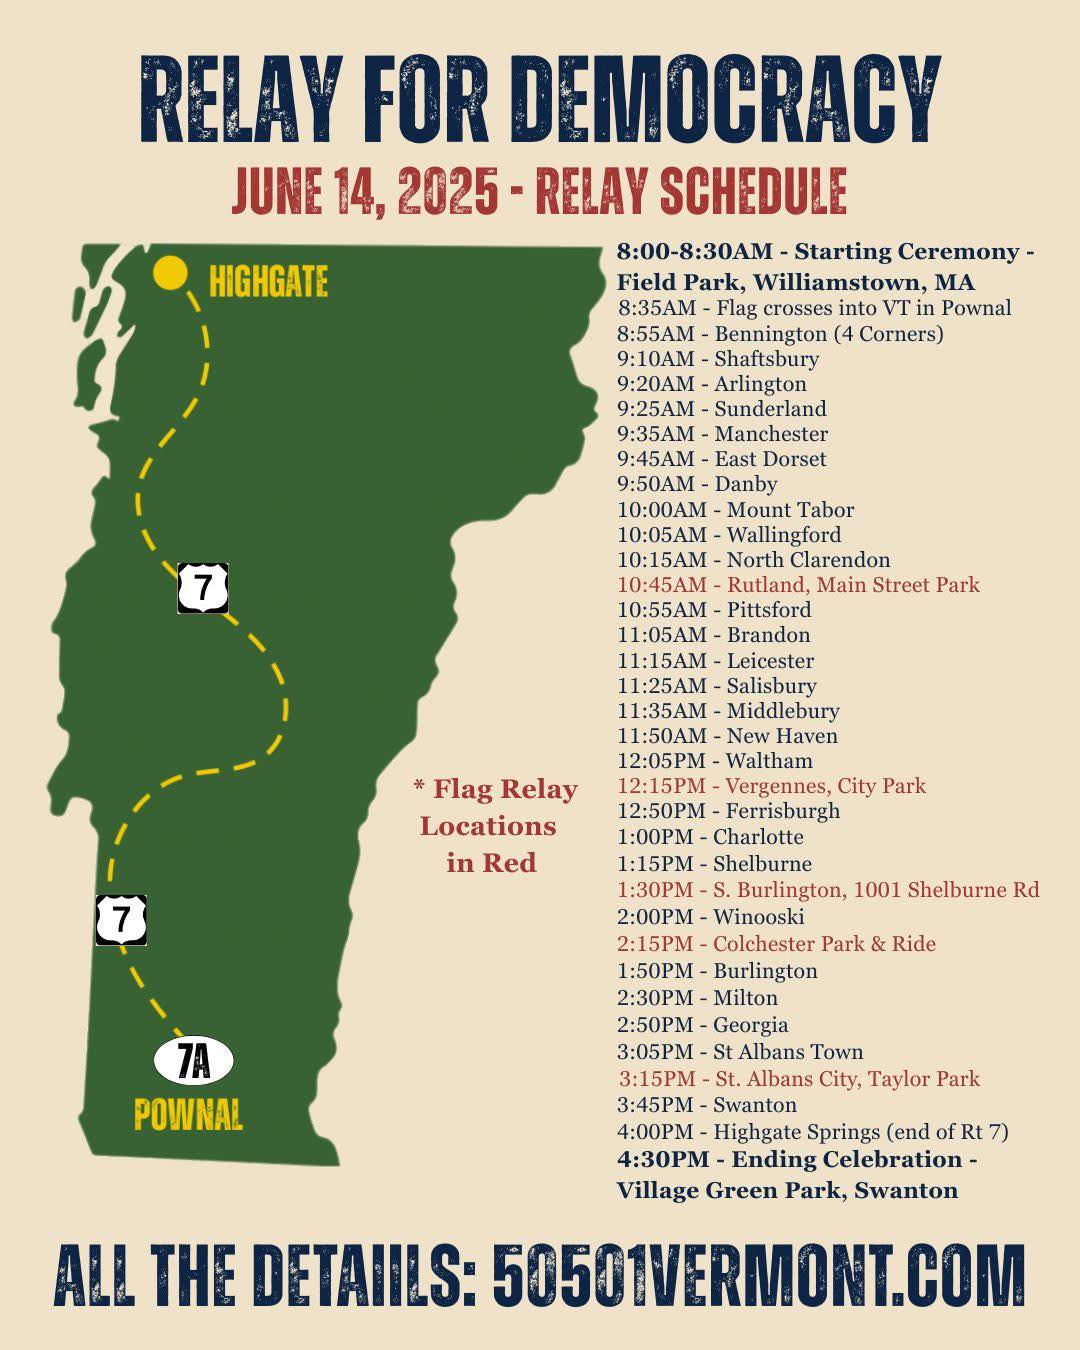 RELAY FOR DEMOCRACY
JUNE 14, 2025 - RELAY SCHEDULE
HIGHGATE
7
7
7A
POWNAL
* Flag Relay
Locations
in Red
8:00-8:30AM - Starting Ceremony -
Field Park, Williamstown, MA
8:35AM - Flag crosses into VT in Pownal
8:55AM - Bennington (4 Corners)
9:10AM - Shaftsbury
9:20AM - Arlington
9:25AM - Sunderland
9:35AM - Manchester
9:45AM - East Dorset
9:50AM - Danby
10:00AM - Mount Tabor
10:05AM - Wallingford
10:15AM - North Clarendon
10:45AM - Rutland, Main Street Park
10:55AM - Pittsford
11:05AM - Brandon
11:15AM - Leicester
11:25AM - Salisbury
11:35AM - Middlebury
11:50AM - New Haven
12:05PM - Waltham
12:15PM - Vergennes, City Park
12:50PM - Ferrisburgh
1:00PM - Charlotte
1:15PM - Shelburne
1:30PM - S. Burlington, 1001 Shelburne Rd
2:00PM - Winooski
2:15PM - Colchester Park & Ride
1:50PM - Burlington
2:30PM - Milton
2:50PM - Georgia
3:05PM - St Albans Town
3:15PM - St. Albans City, Taylor Park
3:45PM - Swanton
4:00PM - Highgate Springs (end of Rt 7)
4:30PM - Ending Celebration -
Village Green Park, Swanton
ALL THE DETAIILS: 50501VERMONT.COM